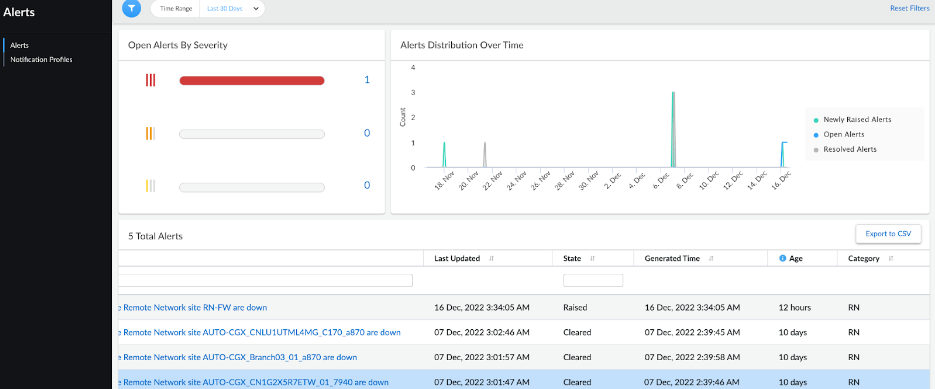 Alerts
Alerts
Notification Profiles
Time Range Last 30 Days
Reset Filters
Open Alerts By Severity
1
0
0
Alerts Distribution Over Time
Count
4
3
2
1
0
18. Nov 20. Nov 22. Nov 24. Nov 26. Nov 28. Nov 30. Nov 2. Dec 4. Dec 6. Dec 8. Dec 10. Dec 12. Dec 14. Dec 16. Dec
Newly Raised Alerts
Open Alerts
Resolved Alerts
5 Total Alerts
Export to CSV
Last Updated State Generated Time Age Category
e Remote Network site RN-FW are down 16 Dec, 2022 3:34:05 AM Raised 16 Dec, 2022 3:34:05 AM 12 hours RN
e Remote Network site AUTO-CGX_CNLU1UTML4MG_C170_a870 are down 07 Dec, 2022 3:02:46 AM Cleared 07 Dec, 2022 2:39:45 AM 10 days RN
e Remote Network site AUTO-CGX_Branch03_01_a870 are down 07 Dec, 2022 3:01:57 AM Cleared 07 Dec, 2022 2:39:58 AM 10 days RN
e Remote Network site AUTO-CGX_CN1G2X5R7ETW_01_7940 are down 07 Dec, 2022 3:01:47 AM Cleared 07 Dec, 2022 2:39:46 AM 10 days RN